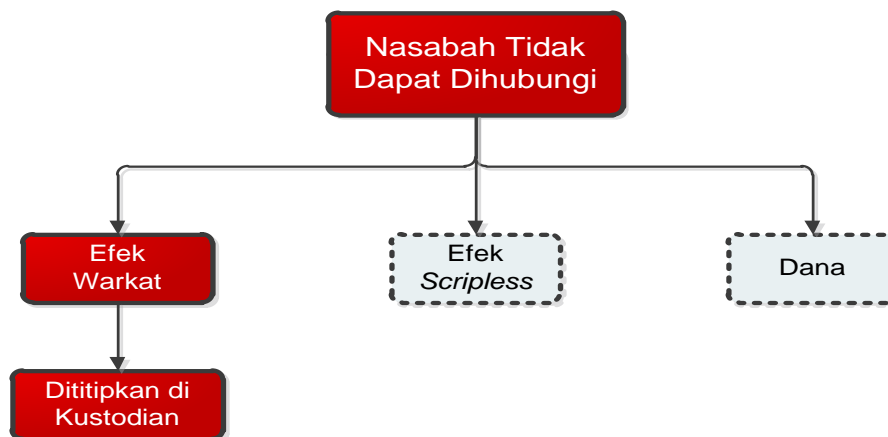 Nasabah Tidak
Dapat Dihubungi
Efek
Warkat
Efek
Scripless
Dana
Dititipkan di
Kustodian